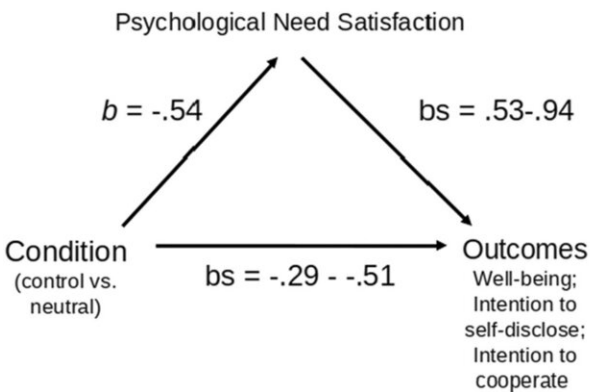 Psychological Need Satisfaction
b = -.54
bs = .53-.94
Condition
(control vs.
neutral)
bs = -.29 - -.51
Outcomes
Well-being;
Intention to
self-disclose;
Intention to
cooperate